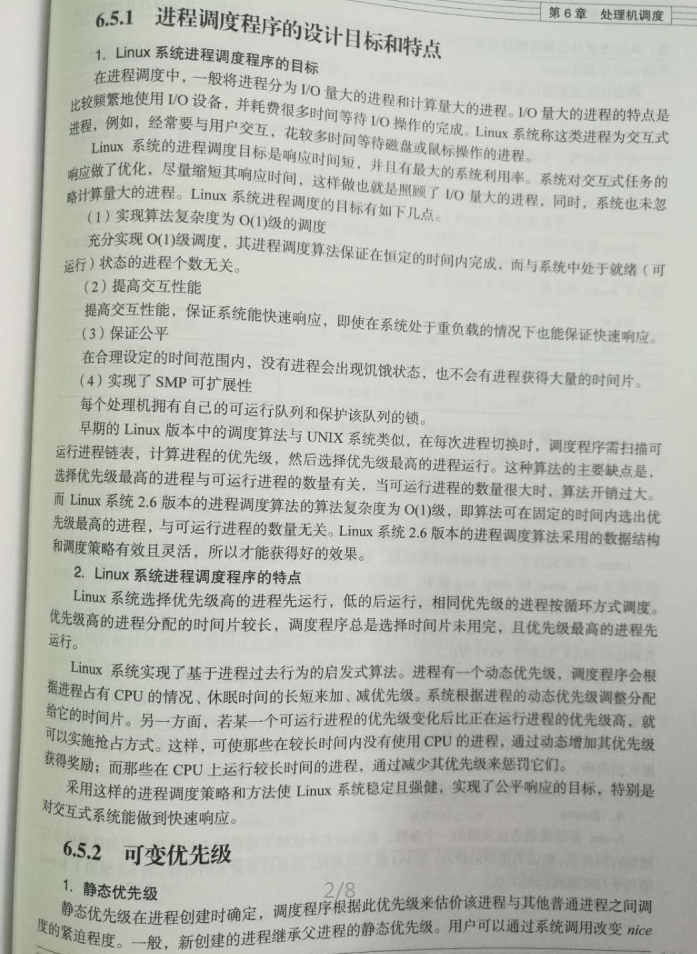 第6章 处理机调度
6.5.1 进程调度程序的设计目标和特点
1. Linux 系统进程调度程序的目标
在进程调度中，一般将进程分为 I/O 量大的进程和计算量大的进程。I/O 量大的进程的特点是
比较频繁地使用 I/O 设备，并耗费很多时间等待 I/O 操作的完成。Linux 系统称这类进程为交互式
进程，例如，经常要与用户交互，花较多时间等待磁盘或鼠标操作的进程。
Linux 系统的进程调度目标是响应时间短，并且有最大的系统利用率。系统对交互式任务的
响应做了优化，尽量缩短其响应时间，这样做也就是照顾了 I/O 量大的进程，同时，系统也未忽
略计算量大的进程。Linux 系统进程调度的目标有如下几点。
（1）实现算法复杂度为 O(1)级的调度
充分实现 O(1)级调度，其进程调度算法保证在恒定的时间内完成，而与系统中处于就绪（可
运行）状态的进程个数无关。
（2）提高交互性能
提高交互性能，保证系统能快速响应，即使在系统处于重负载的情况下也能保证快速响应。
（3）保证公平
在合理设定的时间范围内，没有进程会出现饥饿状态，也不会有进程获得大量的时间片。
（4）实现了 SMP 可扩展性
每个处理机拥有自己的可运行队列和保护该队列的锁。
早期的 Linux 版本中的调度算法与 UNIX 系统类似，在每次进程切换时，调度程序需扫描可
运行进程链表，计算进程的优先级，然后选择优先级最高的进程运行。这种算法的主要缺点是，
选择优先级最高的进程与可运行进程的数量有关，当可运行进程的数量很大时，算法开销过大。
而 Linux 系统 2.6 版本的进程调度算法的算法复杂度为 O(1)级，即算法可在固定的时间内选出优
先级最高的进程，与可运行进程的数量无关。Linux 系统 2.6 版本的进程调度算法采用的数据结构
和调度策略有效且灵活，所以才能获得好的效果。
2. Linux 系统进程调度程序的特点
Linux 系统选择优先级高的进程先运行，低的后运行，相同优先级的进程按循环方式调度。
优先级高的进程分配的时间片较长，调度程序总是选择时间片未用完，且优先级最高的进程先
运行。
Linux 系统实现了基于进程过去行为的启发式算法。进程有一个动态优先级，调度程序会根
据进程占有 CPU 的情况、休眠时间的长短来加、减优先级。系统根据进程的动态优先级调整分配
给它的时间片。另一方面，若某一个可运行进程的优先级变化后比正在运行进程的优先级高，就
可以实施抢占方式。这样，可使那些在较长时间内没有使用 CPU 的进程，通过动态增加其优先级
获得奖励；而那些在 CPU 上运行较长时间的进程，通过减少其优先级来惩罚它们。
采用这样的进程调度策略和方法使 Linux 系统稳定且强健，实现了公平响应的目标，特别是
对交互式系统能做到快速响应。
6.5.2 可变优先级
1. 静态优先级
2/8
静态优先级在进程创建时确定，调度程序根据此优先级来估价该进程与其他普通进程之间调
度的紧迫程度。一般，新创建的进程继承父进程的静态优先级。用户可以通过系统调用改变 nice